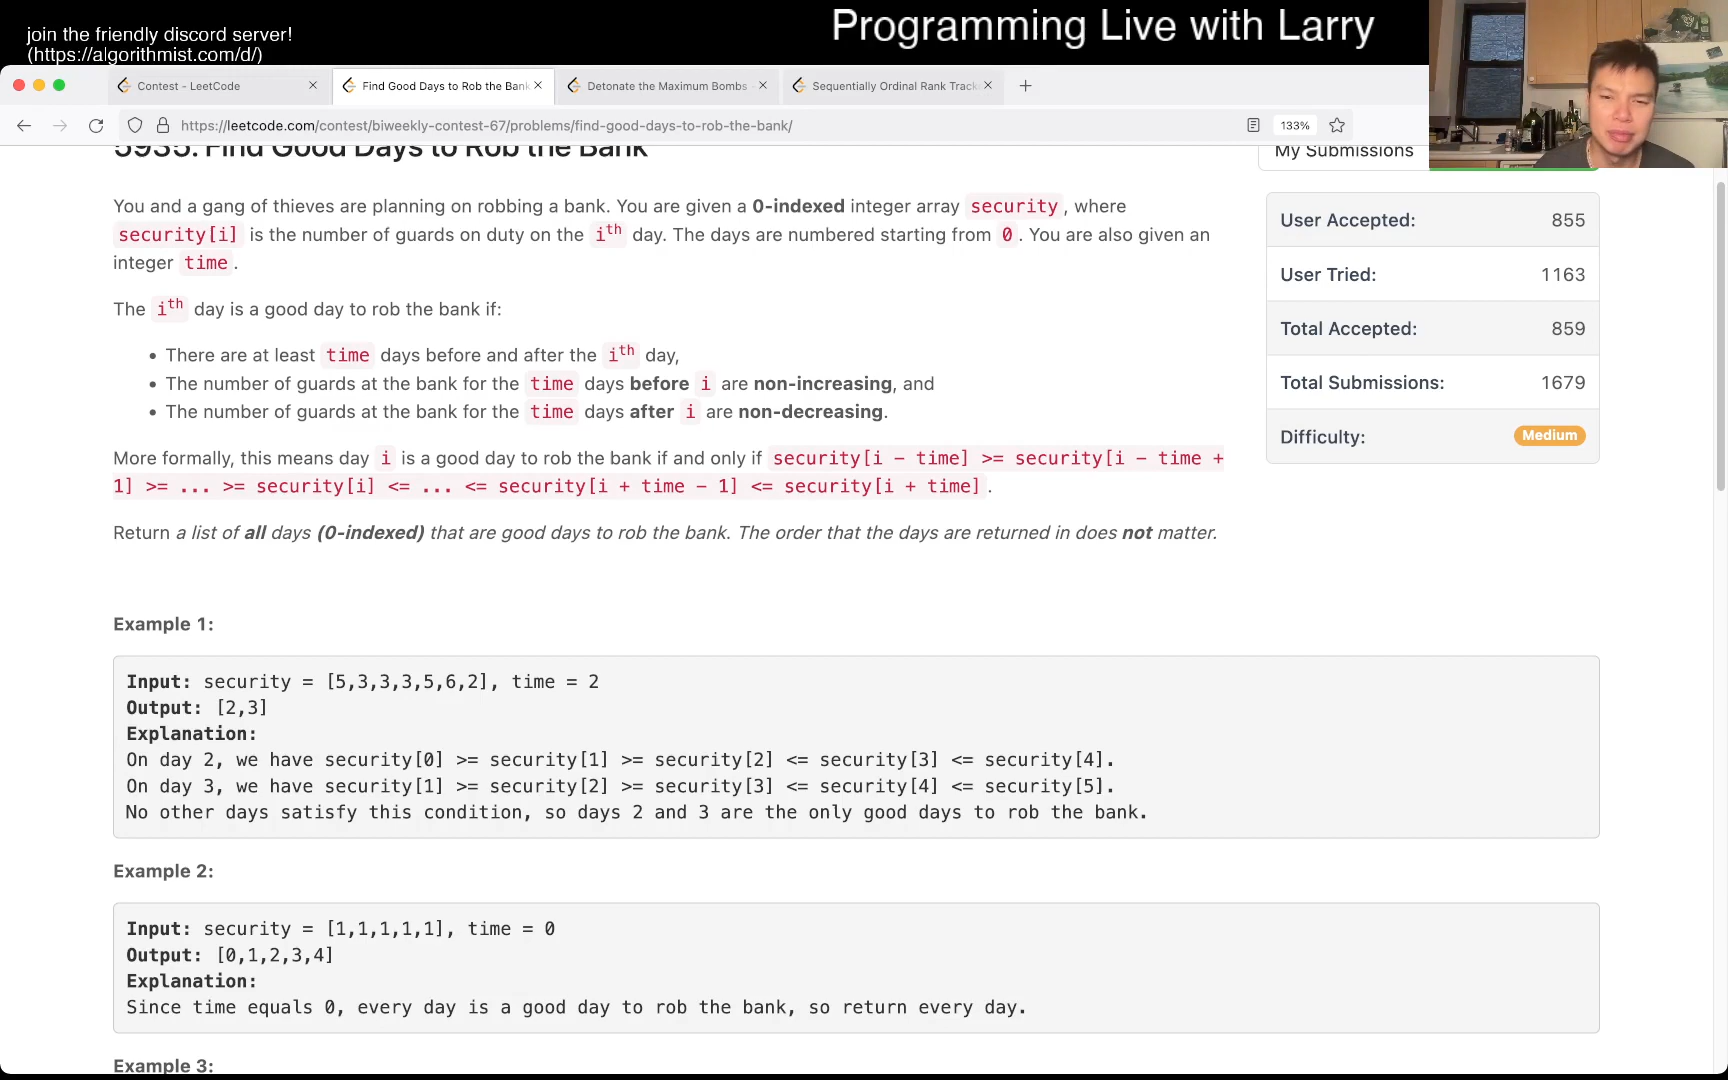 join the friendly discord server!
(https://algorithmist.com/d/)
Programming Live with Larry
Contest - LeetCode
Find Good Days to Rob the Bank
Detonate the Maximum Bombs -
Sequentially Ordinal Rank Track
https://leetcode.com/contest/biweekly-contest-67/problems/find-good-days-to-rob-the-bank/
133%
5935. Find Good Days to Rob the Bank
My Submissions
You and a gang of thieves are planning on robbing a bank. You are given a 0-indexed integer array security, where
security[i] is the number of guards on duty on the ith day. The days are numbered starting from 0. You are also given an
integer time.
The ith day is a good day to rob the bank if:
• There are at least time days before and after the ith day,
• The number of guards at the bank for the time days before i are non-increasing, and
• The number of guards at the bank for the time days after i are non-decreasing.
More formally, this means day i is a good day to rob the bank if and only if security[i - time] >= security[i - time +
1] >= ... >= security[i] <= ... <= security[i + time - 1] <= security[i + time].
Return a list of all days (0-indexed) that are good days to rob the bank. The order that the days are returned in does not matter.
User Accepted: 855
User Tried: 1163
Total Accepted: 859
Total Submissions: 1679
Difficulty: Medium
Example 1:
Input: security = [5,3,3,3,5,6,2], time = 2
Output: [2,3]
Explanation:
On day 2, we have security[0] >= security[1] >= security[2] <= security[3] <= security[4].
On day 3, we have security[1] >= security[2] >= security[3] <= security[4] <= security[5].
No other days satisfy this condition, so days 2 and 3 are the only good days to rob the bank.
Example 2:
Input: security = [1,1,1,1,1], time = 0
Output: [0,1,2,3,4]
Explanation:
Since time equals 0, every day is a good day to rob the bank, so return every day.
Example 3: